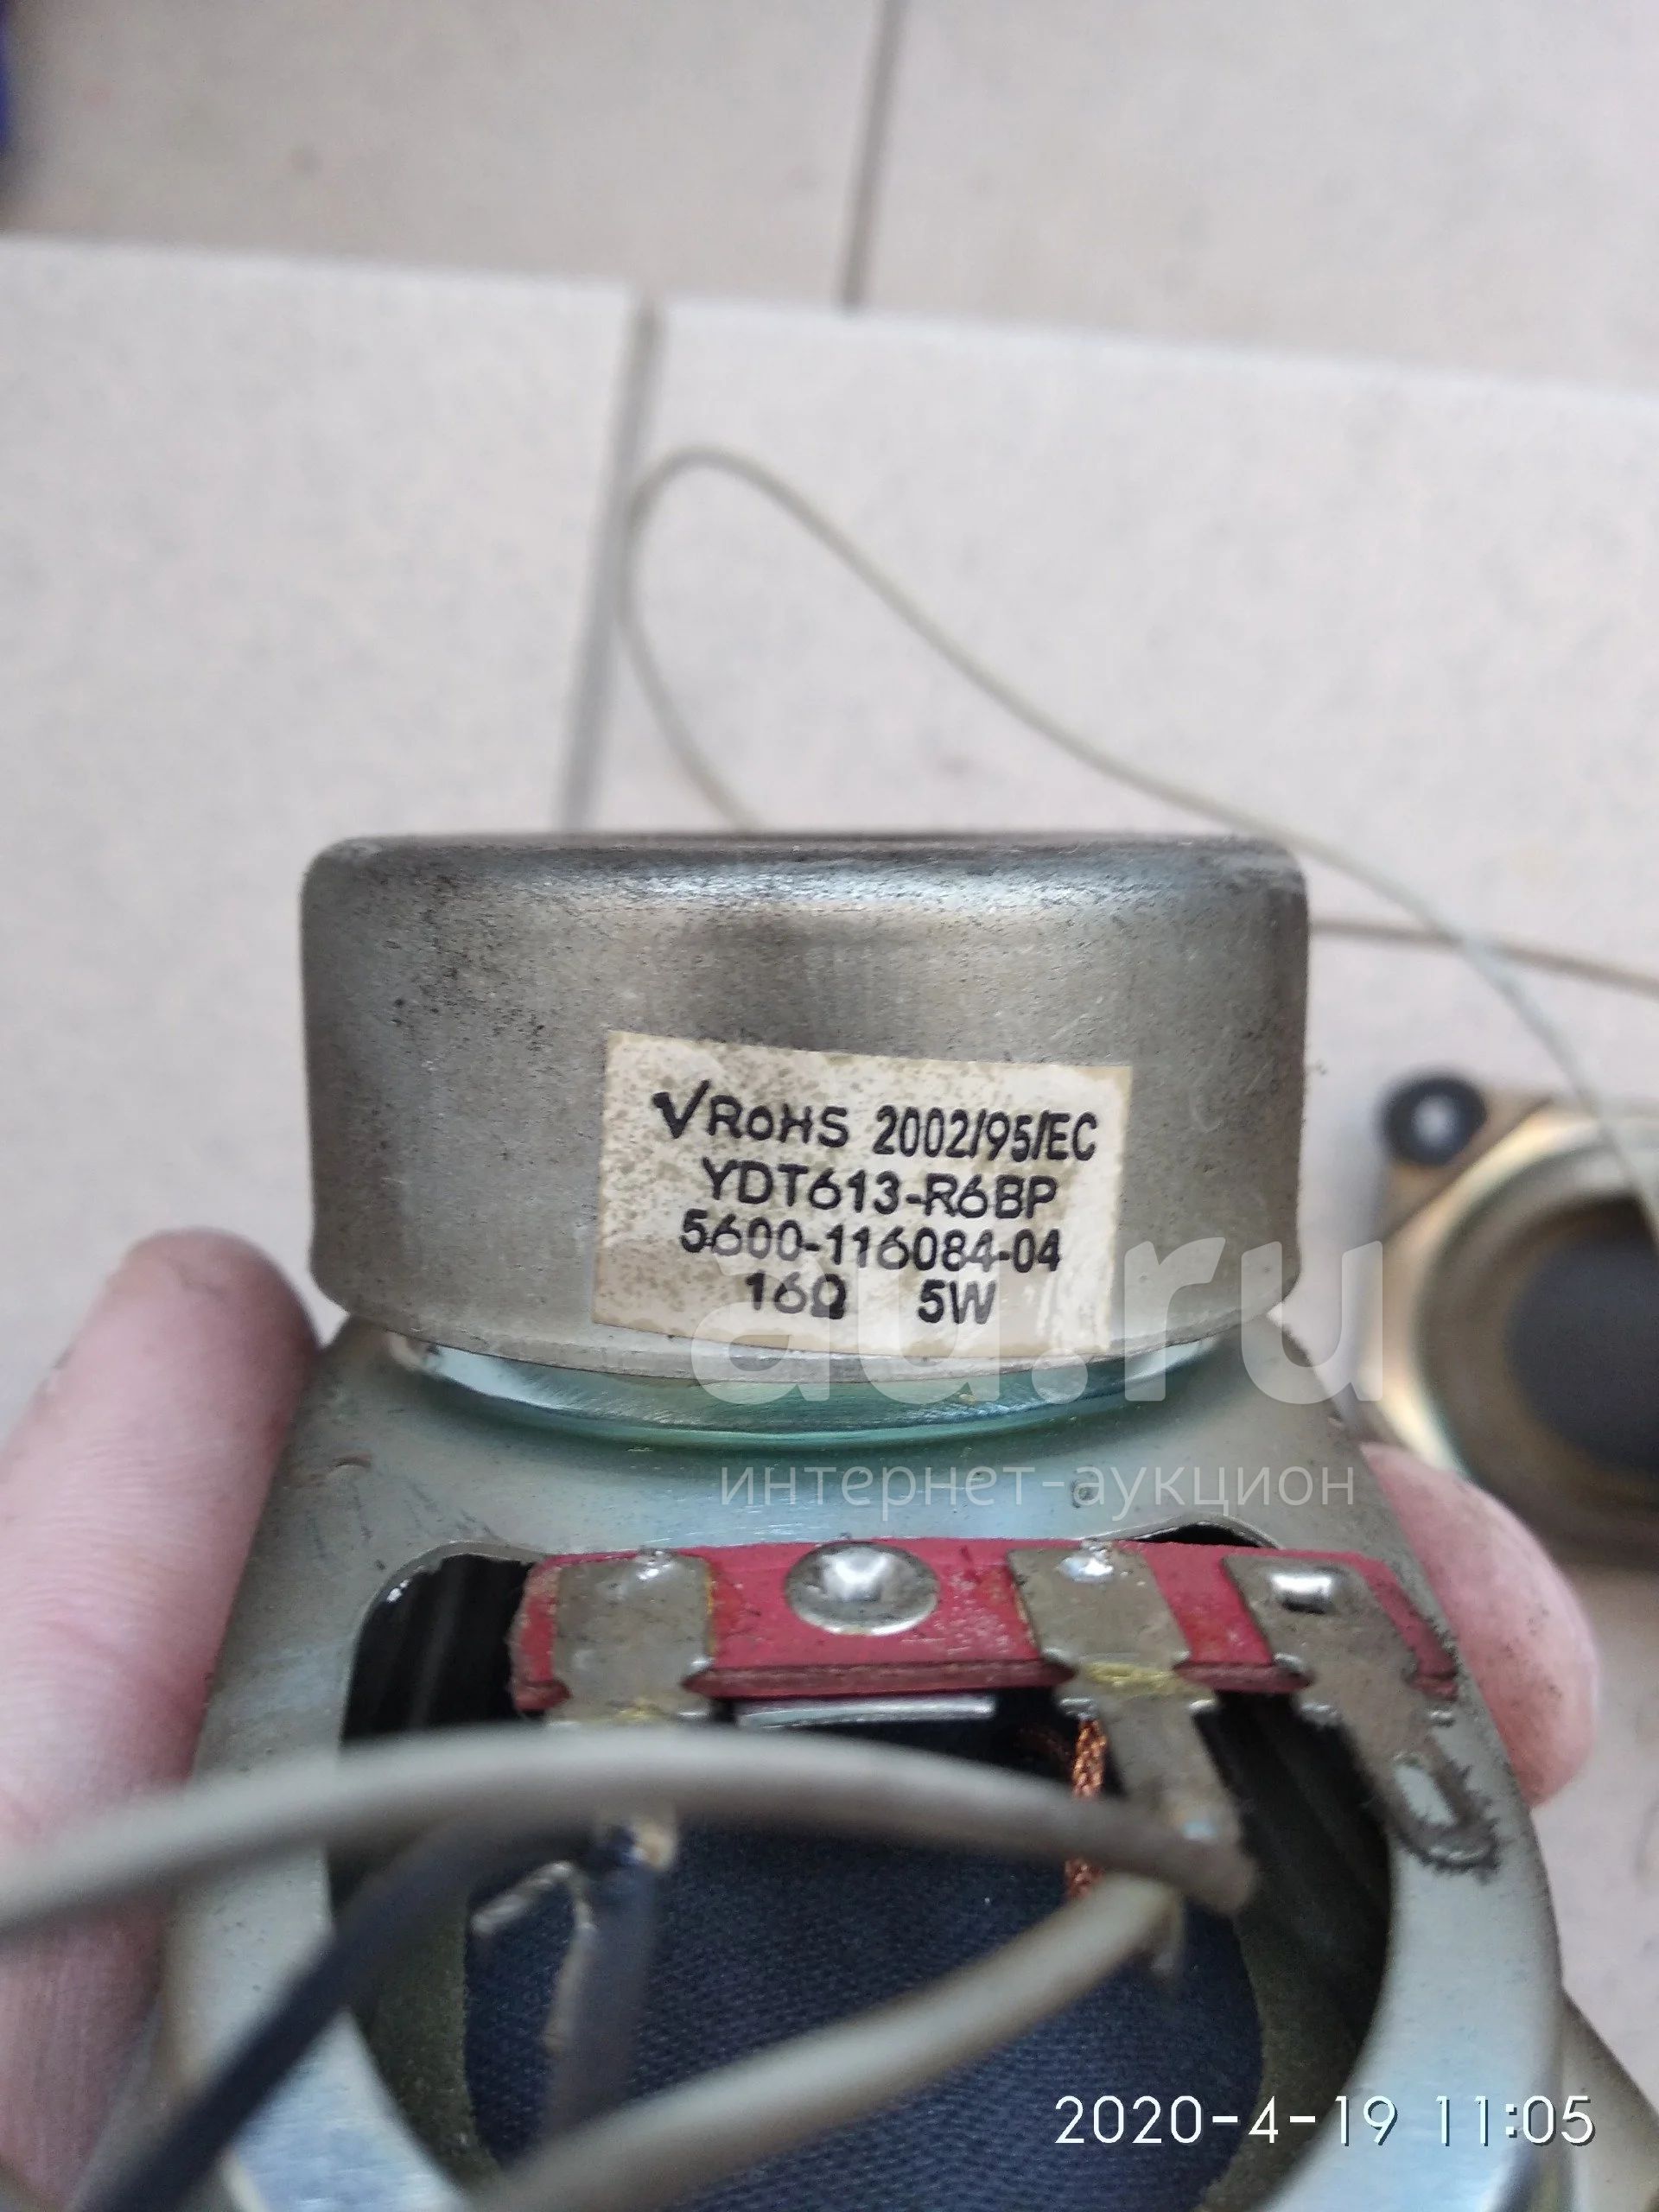 √RoHS 2002/95/EC
YDT613-R6BP
5600-116084-04
16Ω 5W
au.ru
интернет-аукцион
2020-4-19 11:05